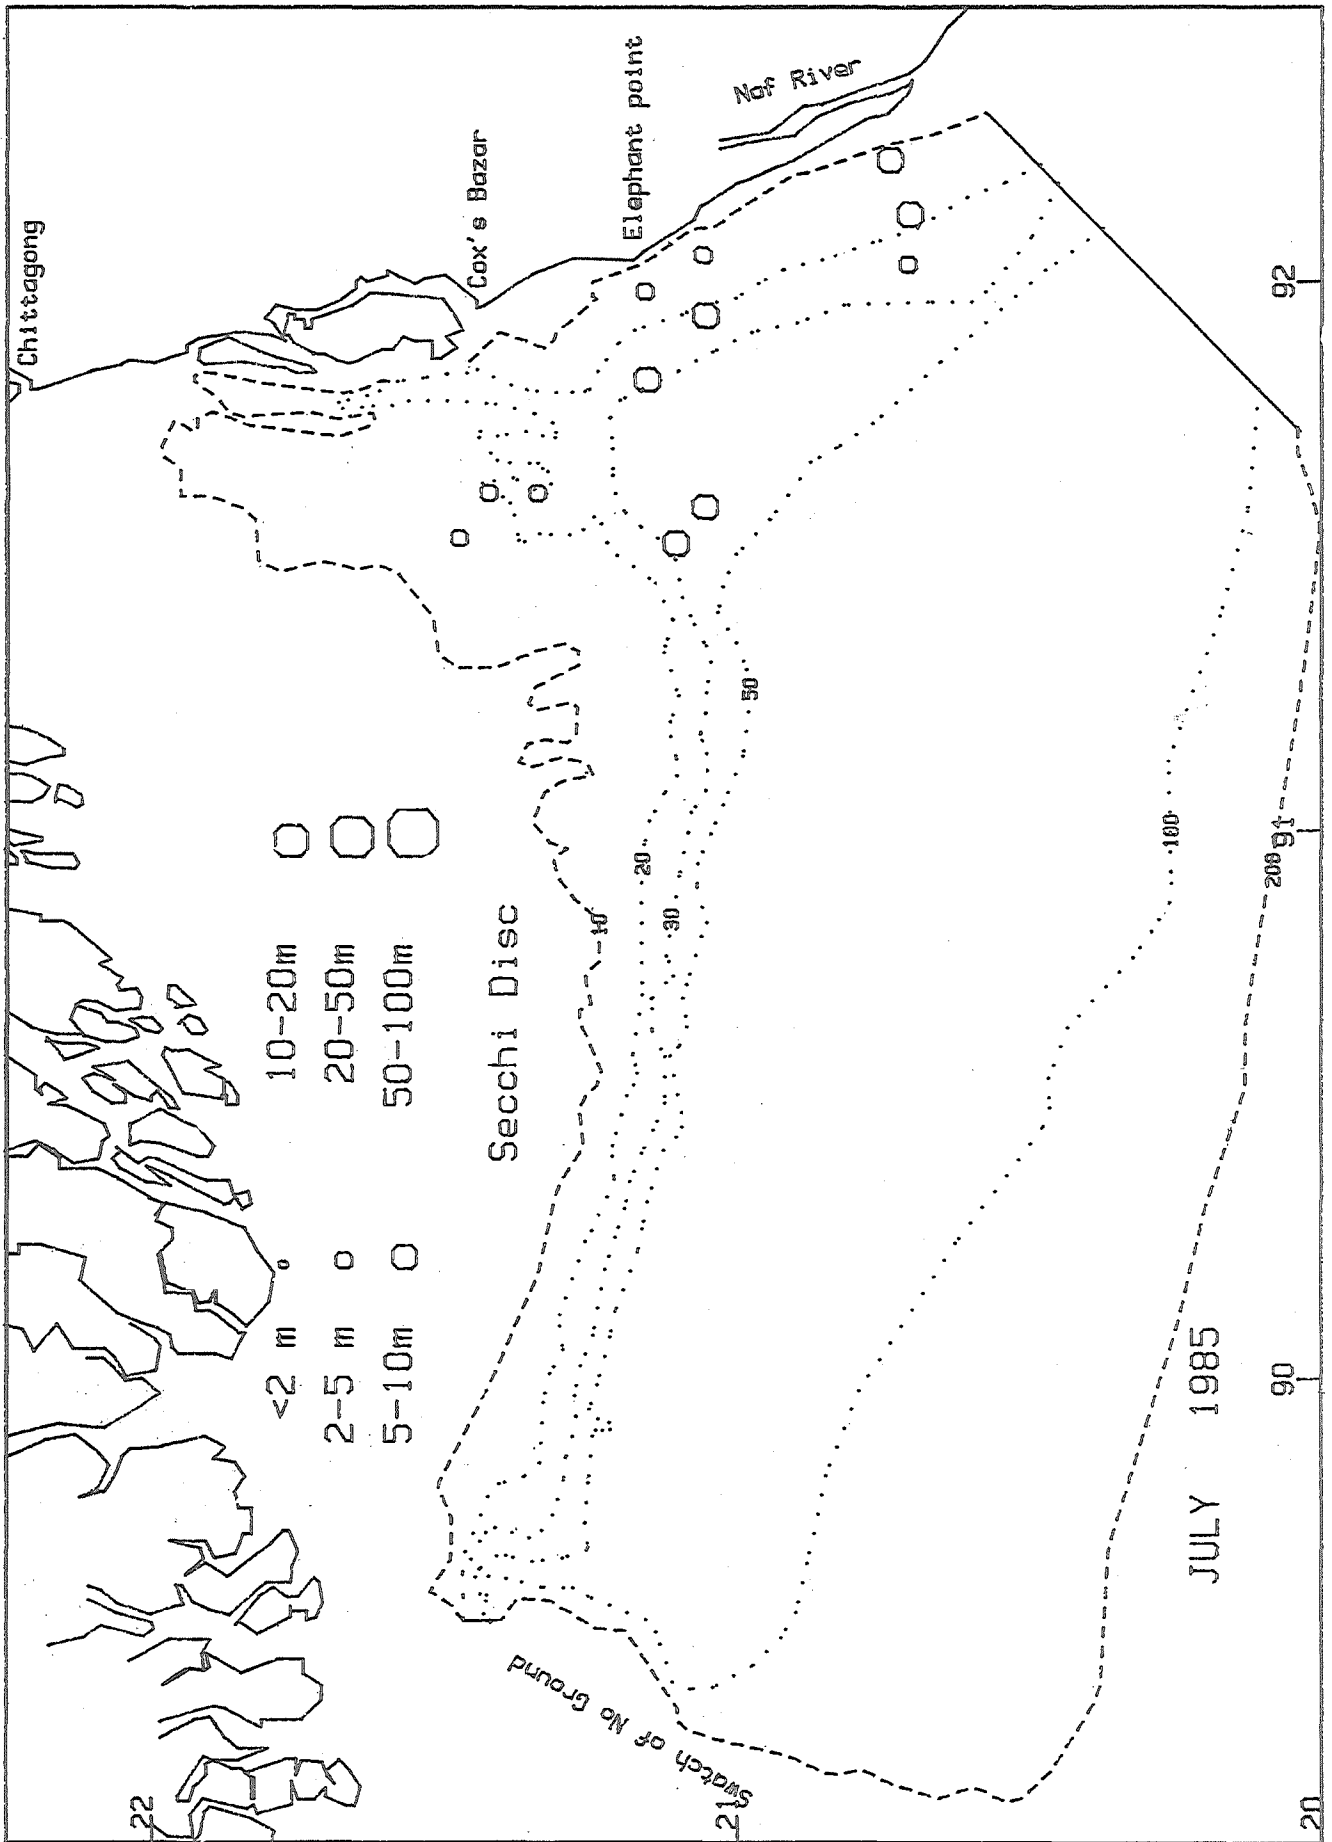 Chittagong
Cox's Bazar
Elephant point
Naf River
<2 m
2-5 m
5-10m
10-20m
20-50m
50-100m
Secchi Disc
10
20
30
50
100
200
Swatch of No Ground
JULY 1985
22
21
20
90
91
92